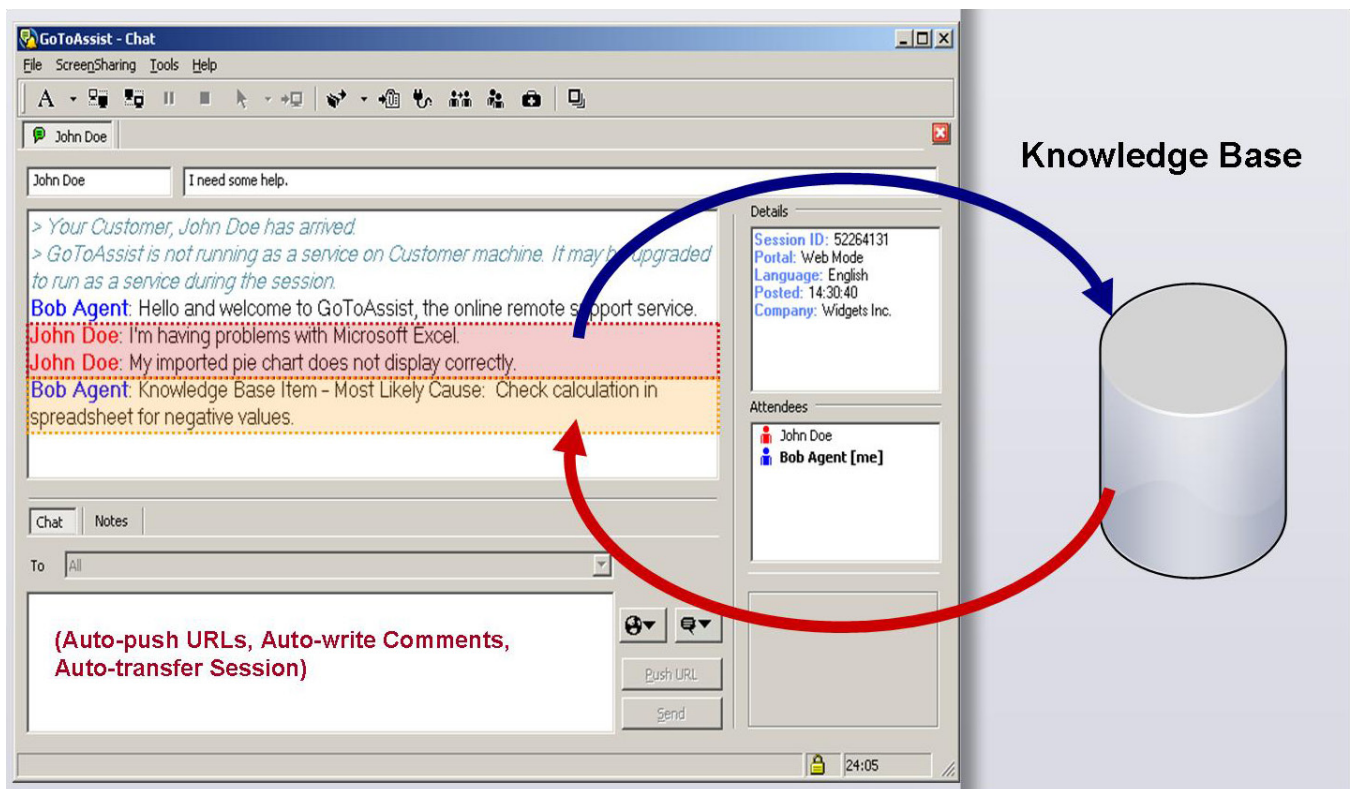 GoToAssist - Chat
File ScreenSharing Tools Help
A
John Doe
John Doe
I need some help.
> Your Customer, John Doe has arrived.
> GoToAssist is not running as a service on Customer machine. It may be upgraded
to run as a service during the session.
Bob Agent: Hello and welcome to GoToAssist, the online remote support service.
John Doe: I'm having problems with Microsoft Excel.
John Doe: My imported pie chart does not display correctly.
Bob Agent: Knowledge Base Item – Most Likely Cause: Check calculation in
spreadsheet for negative values.
Details
Session ID: 52264131
Portal: Web Mode
Language: English
Posted: 14:30:40
Company: Widgets Inc.
Attendees
John Doe
Bob Agent [me]
Chat Notes
To All
(Auto-push URLs, Auto-write Comments,
Auto-transfer Session)
Push URL
Send
24:05
Knowledge Base